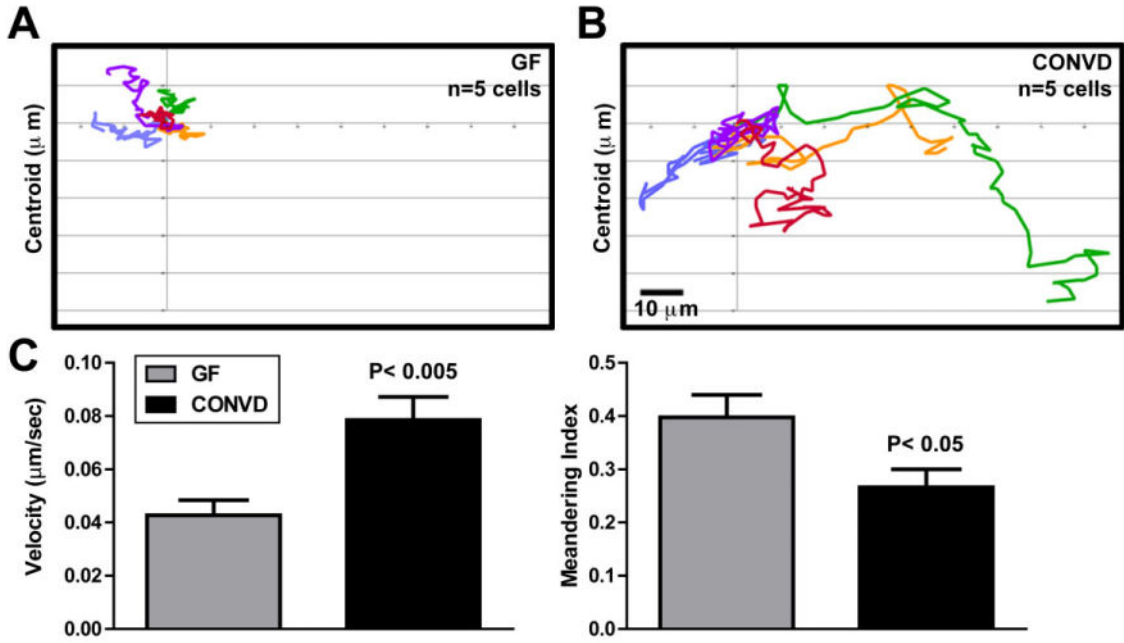 A
GF
n=5 cells
Centroid (μ m)
B
CONVD
n=5 cells
Centroid (μ m)
10 μm
C
Velocity (μm/sec)
0.10
0.08
0.06
0.04
0.02
0.00
GF
CONVD
P< 0.005
Meandering Index
0.5
0.4
0.3
0.2
0.1
0.0
P< 0.05